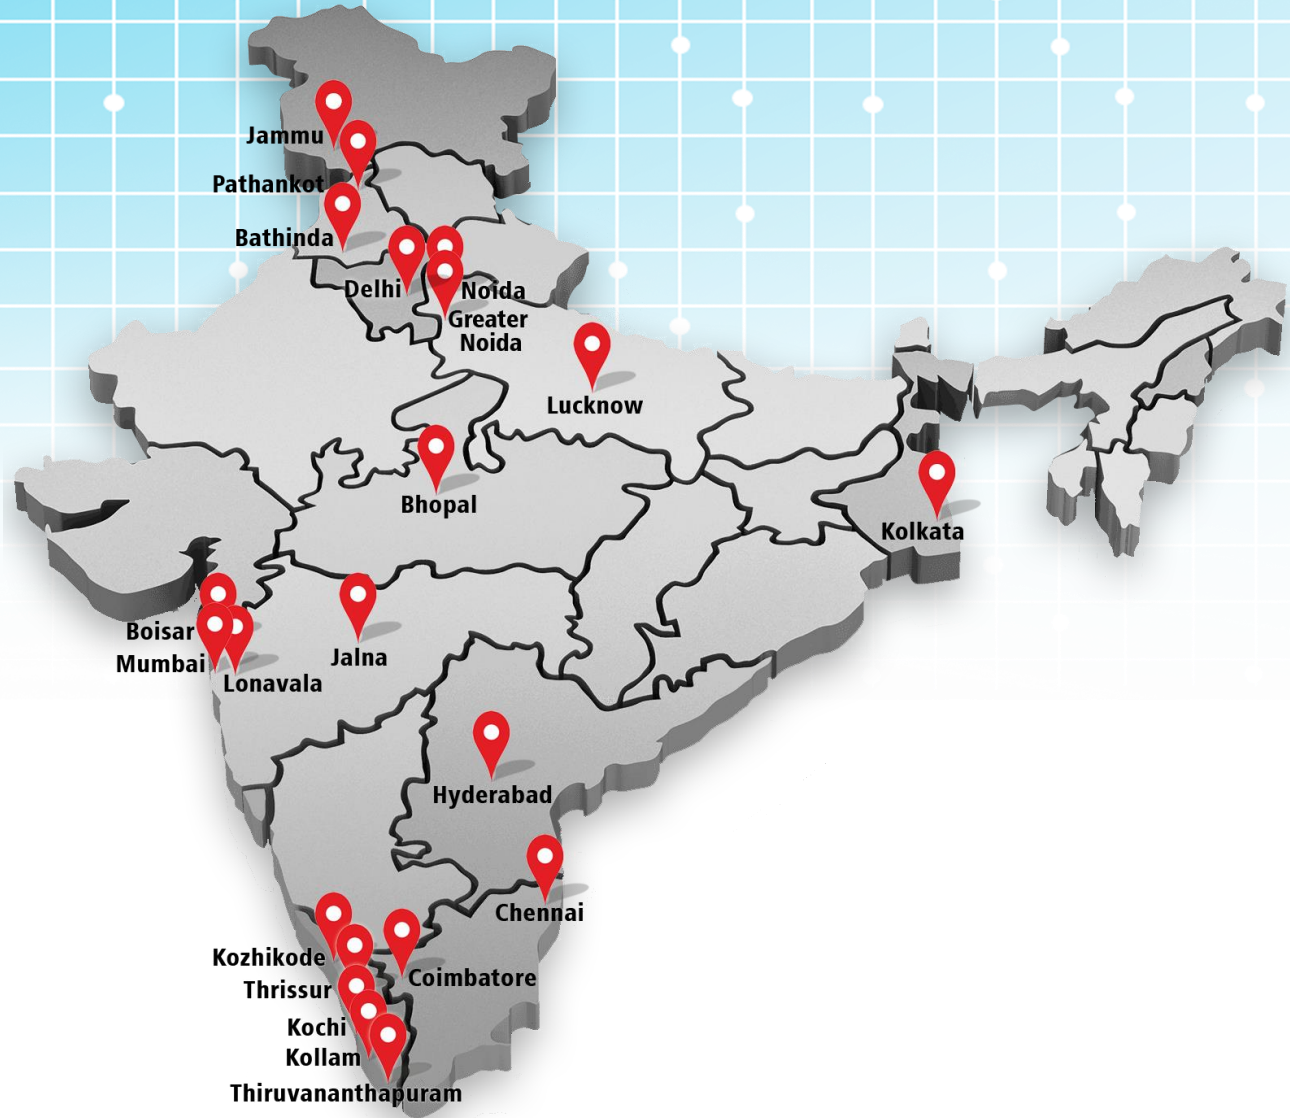 Jammu
Pathankot
Bathinda
Delhi
Noida
Greater
Noida
Lucknow
Bhopal
Kolkata
Boisar
Mumbai
Jalna
Lonavala
Hyderabad
Chennai
Kozhikode
Coimbatore
Thrissur
Kochi
Kollam
Thiruvananthapuram